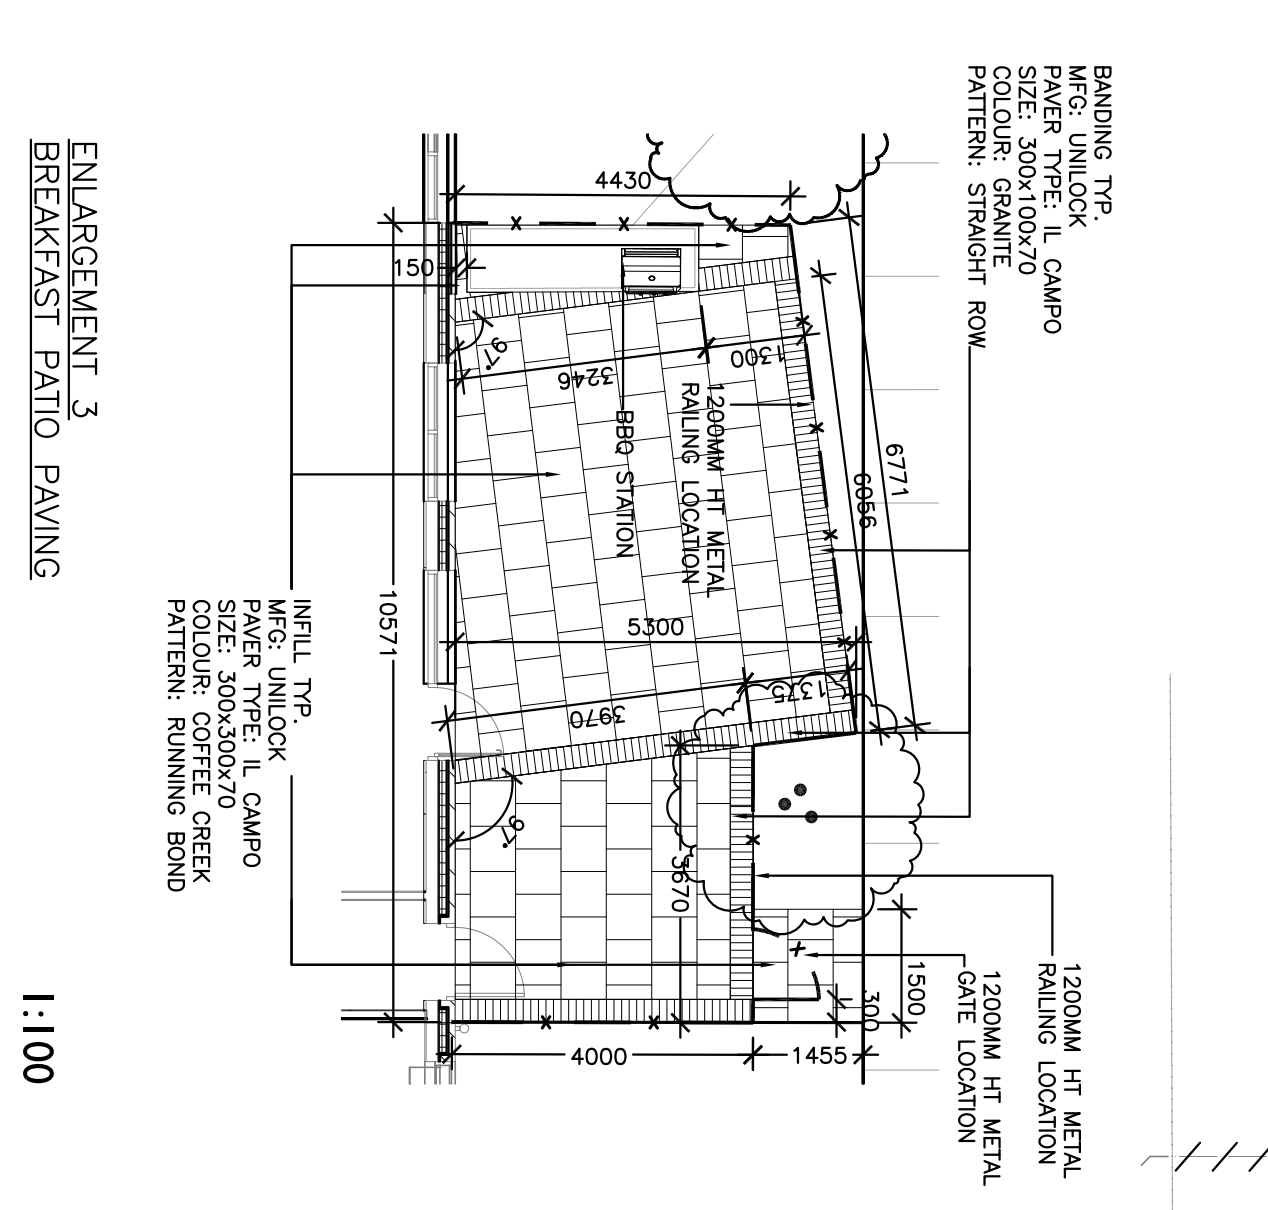 BANDING TYP.
MFG: UNILOCK
PAVER TYPE: IL CAMPO
SIZE: 300x100x70
COLOUR: GRANITE
PATTERN: STRAIGHT ROW
1200MM HT METAL
RAILING LOCATION
1200MM HT METAL
GATE LOCATION
6771
6056
1500
300
1455
4000
4430
1300
3246
97°
150
1200MM HT METAL
RAILING LOCATION
BBQ STATION
5300
1375
3970
97°
3670
10571
INFILL TYP.
MFG: UNILOCK
PAVER TYPE: IL CAMPO
SIZE: 300x300x70
COLOUR: COFFEE CREEK
PATTERN: RUNNING BOND
ENLARGEMENT 3
BREAKFAST PATIO PAVING
1:100